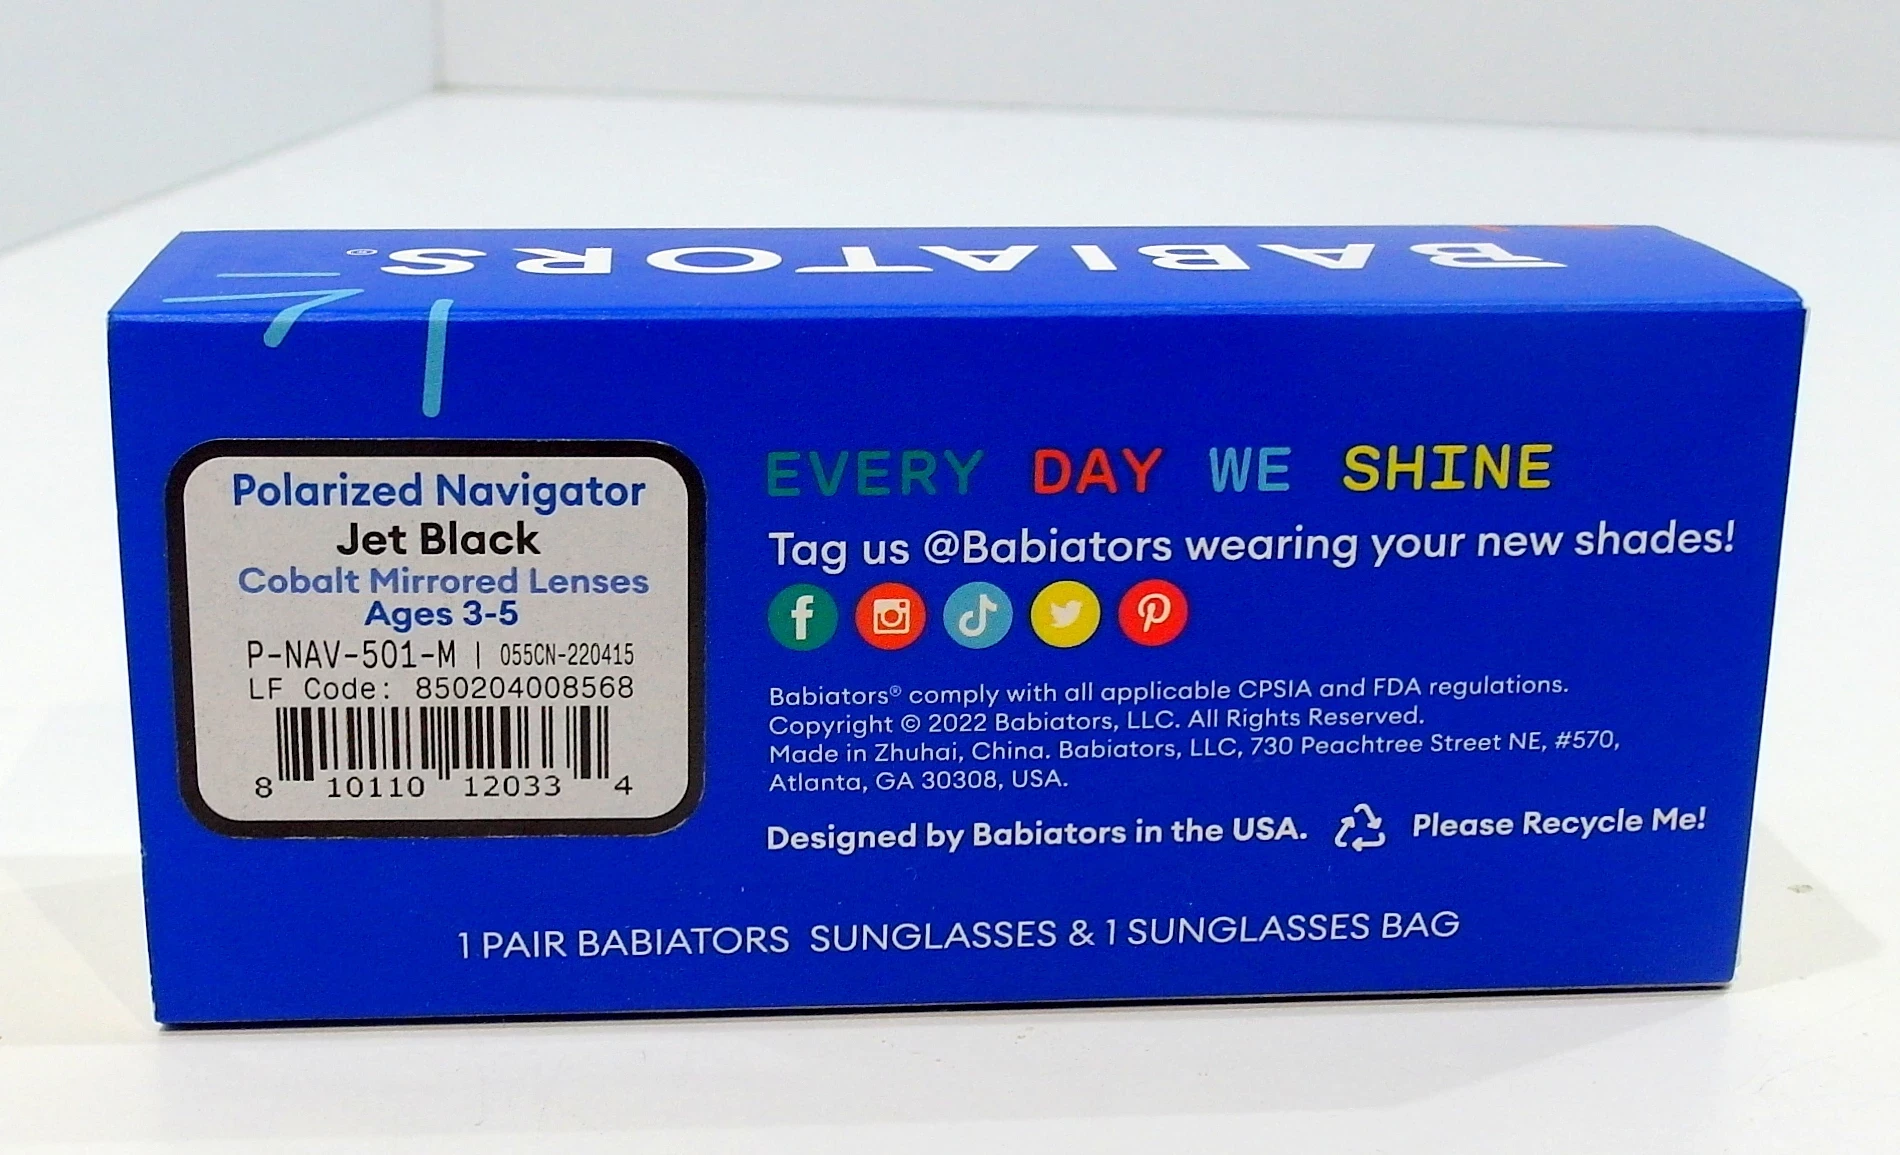 BABIATORS®
Polarized Navigator
Jet Black
Cobalt Mirrored Lenses
Ages 3-5
P-NAV-501-M | 055CN-220415
LF Code: 850204008568
8 10110 12033 4
EVERY DAY WE SHINE
Tag us @Babiators wearing your new shades!
Babiators® comply with all applicable CPSIA and FDA regulations.
Copyright © 2022 Babiators, LLC. All Rights Reserved.
Made in Zhuhai, China. Babiators, LLC, 730 Peachtree Street NE, #570,
Atlanta, GA 30308, USA.
Designed by Babiators in the USA. Please Recycle Me!
1 PAIR BABIATORS SUNGLASSES & 1 SUNGLASSES BAG